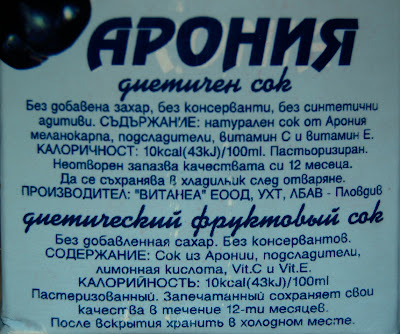 АРОНИЯ
диетичен сок
Без добавена захар, без консерванти, без синтетични
адитиви. СЪДЪРЖАНИЕ: натурален сок от Арония
меланокарпа, подсладители, витамин С и витамин Е.
КАЛОРИЧНОСТ: 10kcal(43kJ)/100ml. Пастьоризиран.
Неотворен запазва качествата си 12 месеца.
Да се съхранява в хладилник след отваряне.
ПРОИЗВОДИТЕЛ: "ВИТАНЕА" ЕООД, УХТ, ЛБАВ - Пловдив
диетический фруктовый сок
Без добавленная сахар. Без консервантов.
СОДЕРЖАНИЕ: Сок из Аронии, подсладители,
лимонная кислота, Vit.C и Vit.E.
КАЛОРИЙНОСТЬ: 10kcal(43kJ)/100ml
Пастеризованный. Запечатанный сохраняет свои
качества в течение 12-ти месяцев.
После вскрытия хранить в холодном месте.